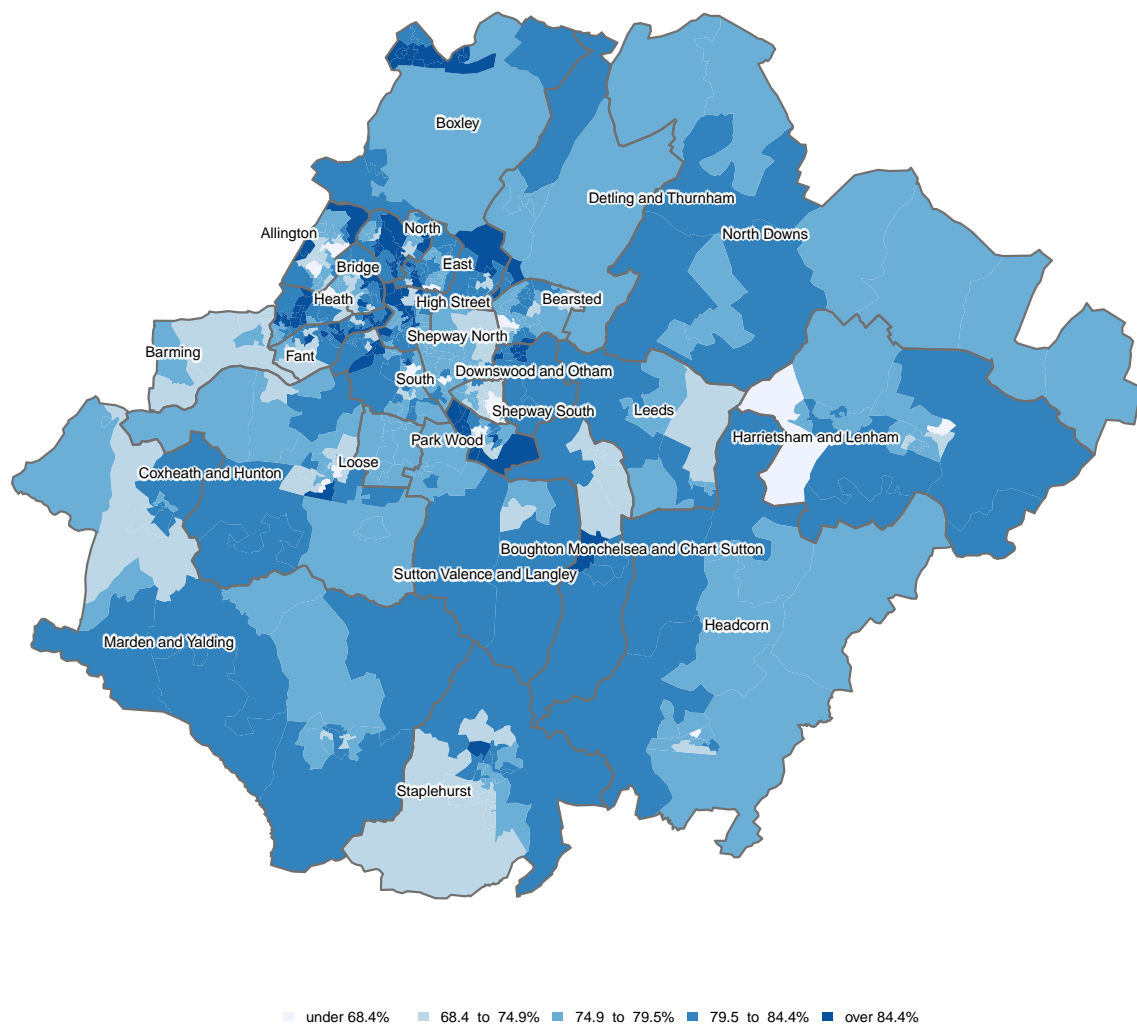 Boxley
Detling and Thurnham
North
Allington
North Downs
East
Bridge
Heath
High Street
Bearsted
Shepway North
Barming
Fant
Downswood and Otham
South
Shepway South
Leeds
Park Wood
Harrietsham and Lenham
Loose
Coxheath and Hunton
Boughton Monchelsea and Chart Sutton
Sutton Valence and Langley
Headcorn
Marden and Yalding
Staplehurst
under 68.4% 68.4 to 74.9% 74.9 to 79.5% 79.5 to 84.4% over 84.4%